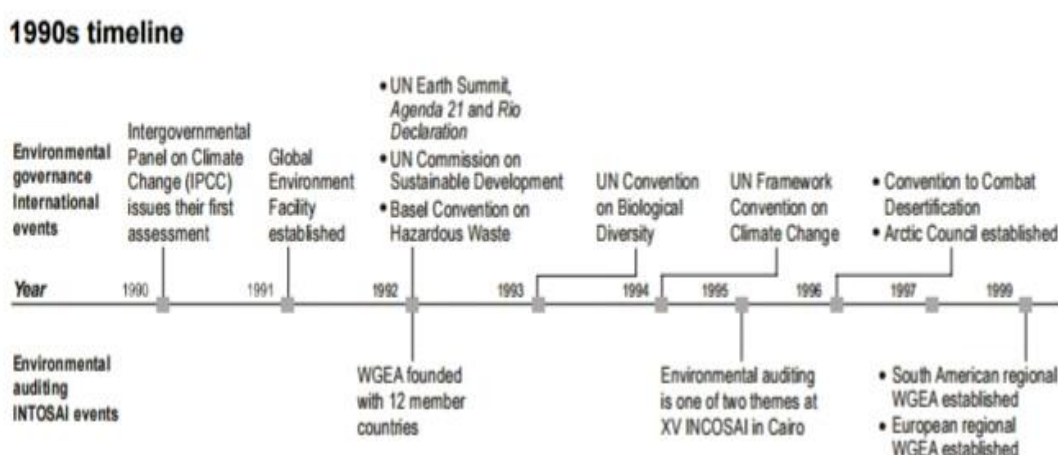 1990s timeline
• UN Earth Summit,
Agenda 21 and Rio
Declaration
• UN Commission on
Sustainable Development
• Basel Convention on
Hazardous Waste
Environmental
governance
International
events
Intergovernmental
Panel on Climate
Change (IPCC)
issues their first
assessment
Global
Environment
Facility
established
UN Convention
on Biological
Diversity
UN Framework
Convention on
Climate Change
• Convention to Combat
Desertification
• Arctic Council established
Year 1990 1991 1992 1993 1994 1995 1996 1997 1999
Environmental
auditing
INTOSAI events
WGEA founded
with 12 member
countries
Environmental auditing
is one of two themes at
XV INCOSAI in Cairo
• South American regional
WGEA established
• European regional
WGEA established